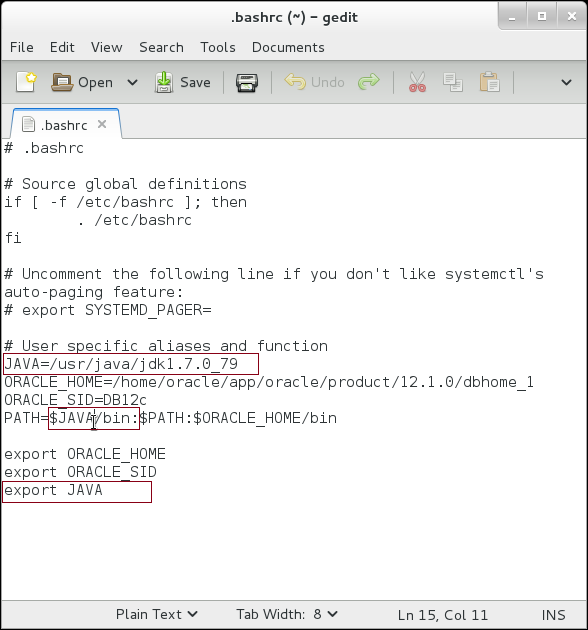 .bashrc (~) – gedit
File Edit View Search Tools Documents
Open Save Undo
.bashrc
# .bashrc
# Source global definitions
if [ -f /etc/bashrc ]; then
. /etc/bashrc
fi
# Uncomment the following line if you don't like systemctl's
auto-paging feature:
# export SYSTEMD_PAGER=
# User specific aliases and function
JAVA=/usr/java/jdk1.7.0_79
ORACLE_HOME=/home/oracle/app/oracle/product/12.1.0/dbhome_1
ORACLE_SID=DB12c
PATH=$JAVA/bin:$PATH:$ORACLE_HOME/bin
export ORACLE_HOME
export ORACLE_SID
export JAVA
Plain Text Tab Width: 8 Ln 15, Col 11 INS